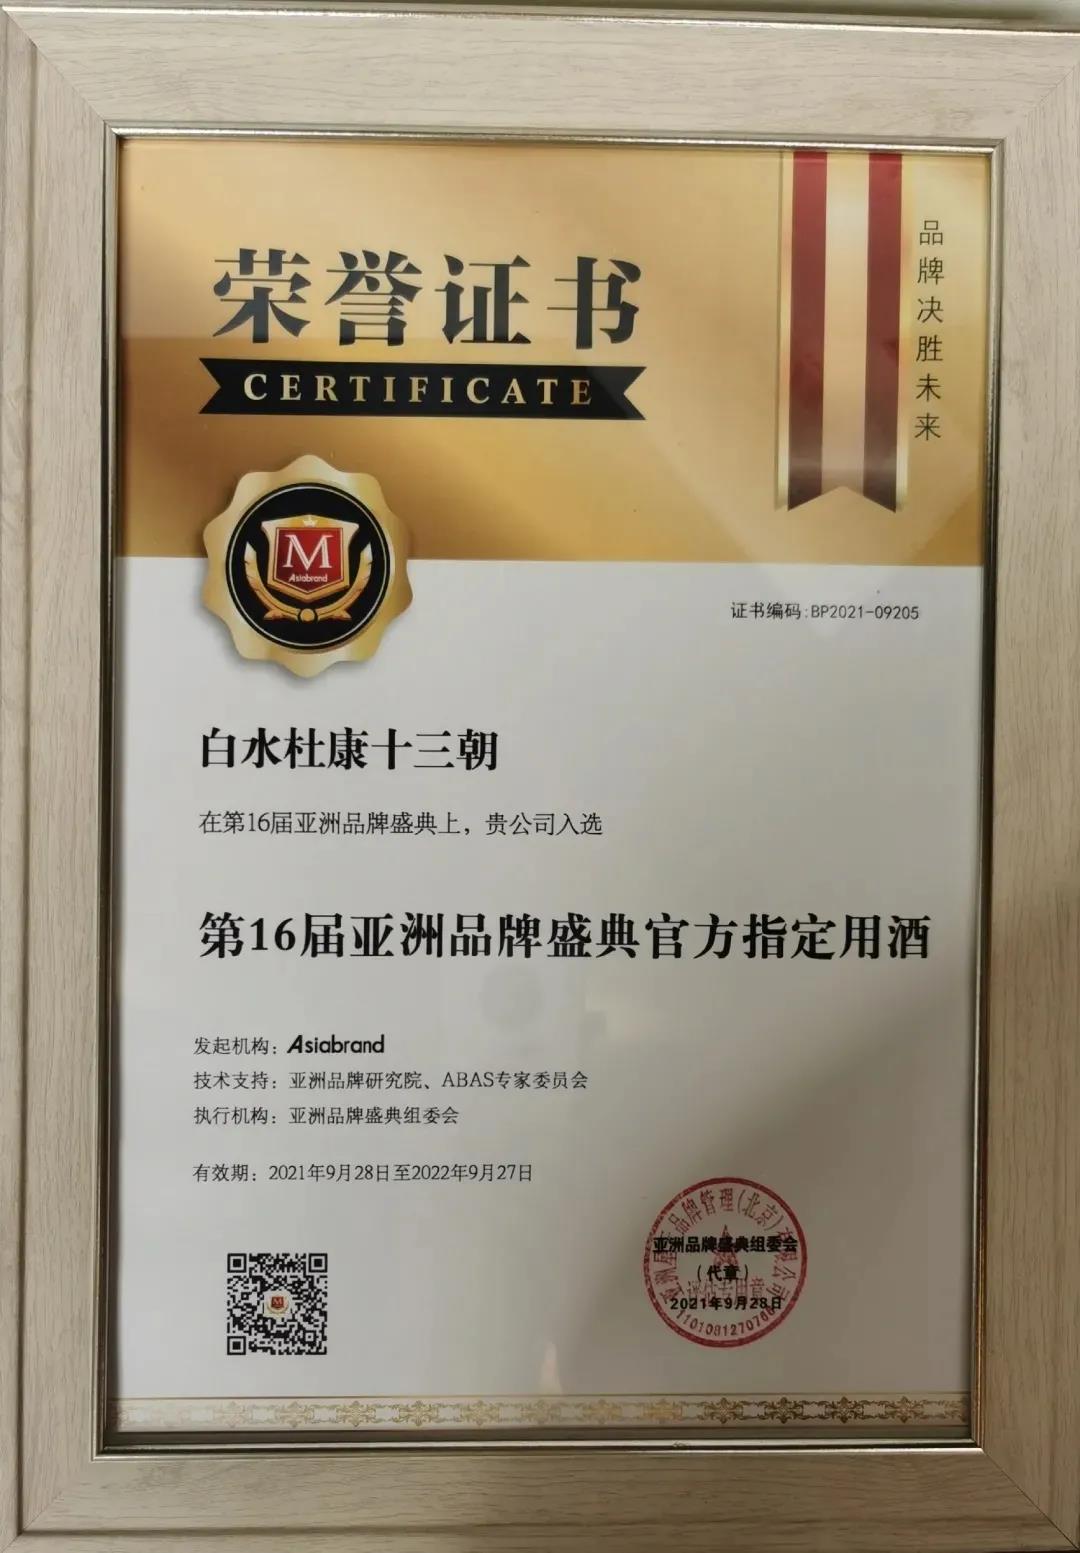 荣誉证书
CERTIFICATE
品牌决胜未来
M
Asiabrand
证书编码:BP2021-09205
白水杜康十三朝
在第16届亚洲品牌盛典上，贵公司入选
第16届亚洲品牌盛典官方指定用酒
发起机构：Asiabrand
技术支持：亚洲品牌研究院、ABAS专家委员会
执行机构：亚洲品牌盛典组委会
有效期：2021年9月28日至2022年9月27日
亚洲品牌盛典组委会
（代章）
2021年9月28日